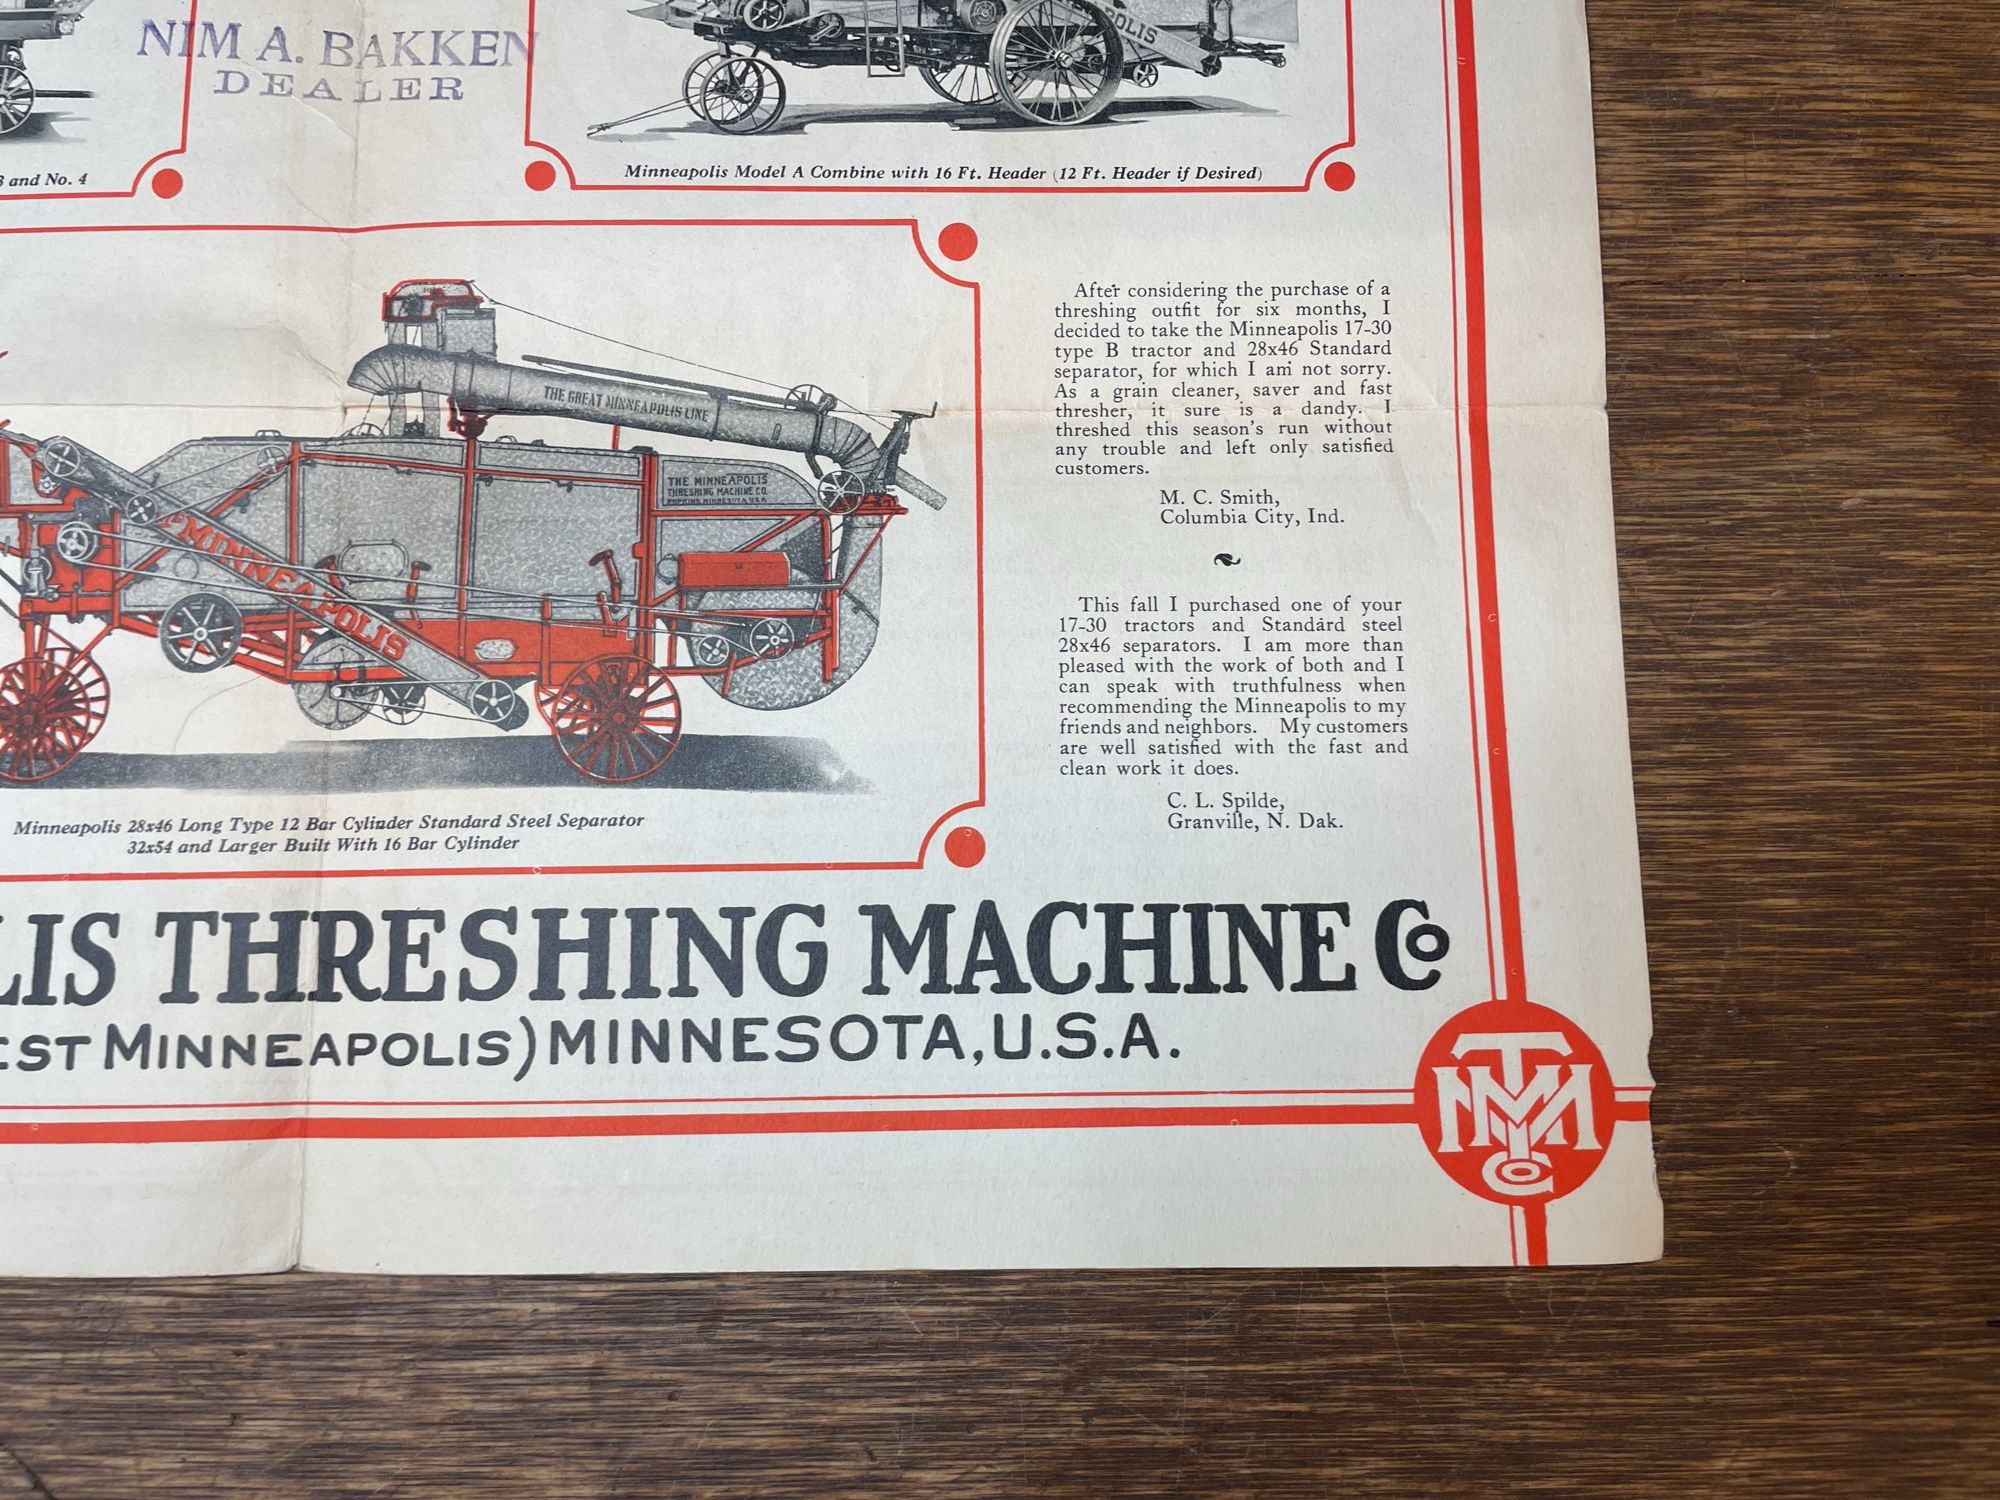 NIM A. BAKKEN
DEALER
and No. 4
POLIS
Minneapolis Model A Combine with 16 Ft. Header (12 Ft. Header if Desired)
THE GREAT MINNEAPOLIS LINE
THE MINNEAPOLIS
THRESHING MACHINE CO.
HOPKINS, MINNESOTA, U.S.A.
MINNEAPOLIS
Minneapolis 28x46 Long Type 12 Bar Cylinder Standard Steel Separator
32x54 and Larger Built With 16 Bar Cylinder
After considering the purchase of a
threshing outfit for six months, I
decided to take the Minneapolis 17-30
type B tractor and 28x46 Standard
separator, for which I am not sorry.
As a grain cleaner, saver and fast
thresher, it sure is a dandy. I
threshed this season's run without
any trouble and left only satisfied
customers.
M. C. Smith,
Columbia City, Ind.
This fall I purchased one of your
17-30 tractors and Standard steel
28x46 separators. I am more than
pleased with the work of both and I
can speak with truthfulness when
recommending the Minneapolis to my
friends and neighbors. My customers
are well satisfied with the fast and
clean work it does.
C. L. Spilde,
Granville, N. Dak.
LIS THRESHING MACHINE Co
EST MINNEAPOLIS) MINNESOTA, U.S.A.
MTM Co